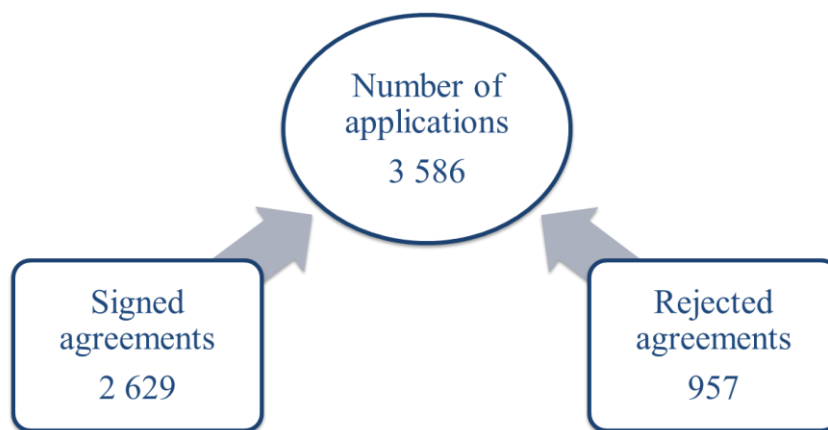 Number of
applications
3 586
Signed
agreements
2 629
Rejected
agreements
957